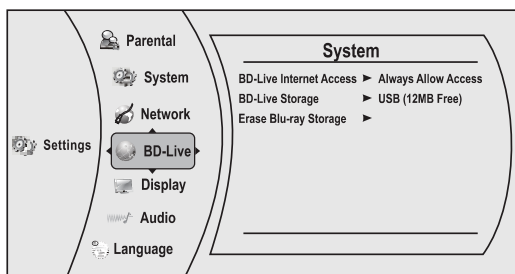 Settings
Parental
System
Network
BD-Live
Display
Audio
Language
System
BD-Live Internet Access ► Always Allow Access
BD-Live Storage ► USB (12MB Free)
Erase Blu-ray Storage ►